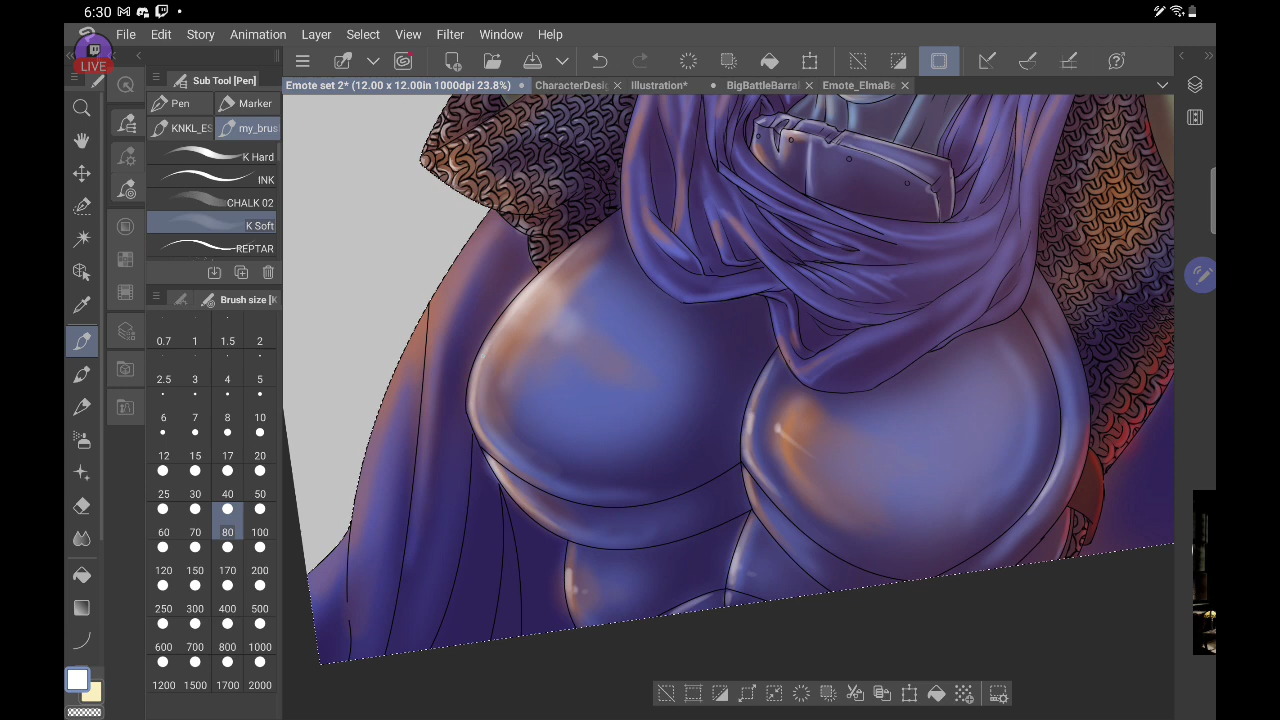 6:30
LIVE
File Edit Story Animation Layer Select View Filter Window Help
Sub Tool [Pen]
Emote set 2* (12.00 x 12.00in 1000dpi 23.8%) CharacterDesi Illustration* BigBattleBarra Emote_ElmaBe
Pen Marker
KNKL_ES my_brus
K Hard
INK
CHALK 02
K Soft
REPTAR
Brush size [K
0.7 1 1.5 2
2.5 3 4 5
6 7 8 10
12 15 17 20
25 30 40 50
60 70 80 100
120 150 170 200
250 300 400 500
600 700 800 1000
1200 1500 1700 2000